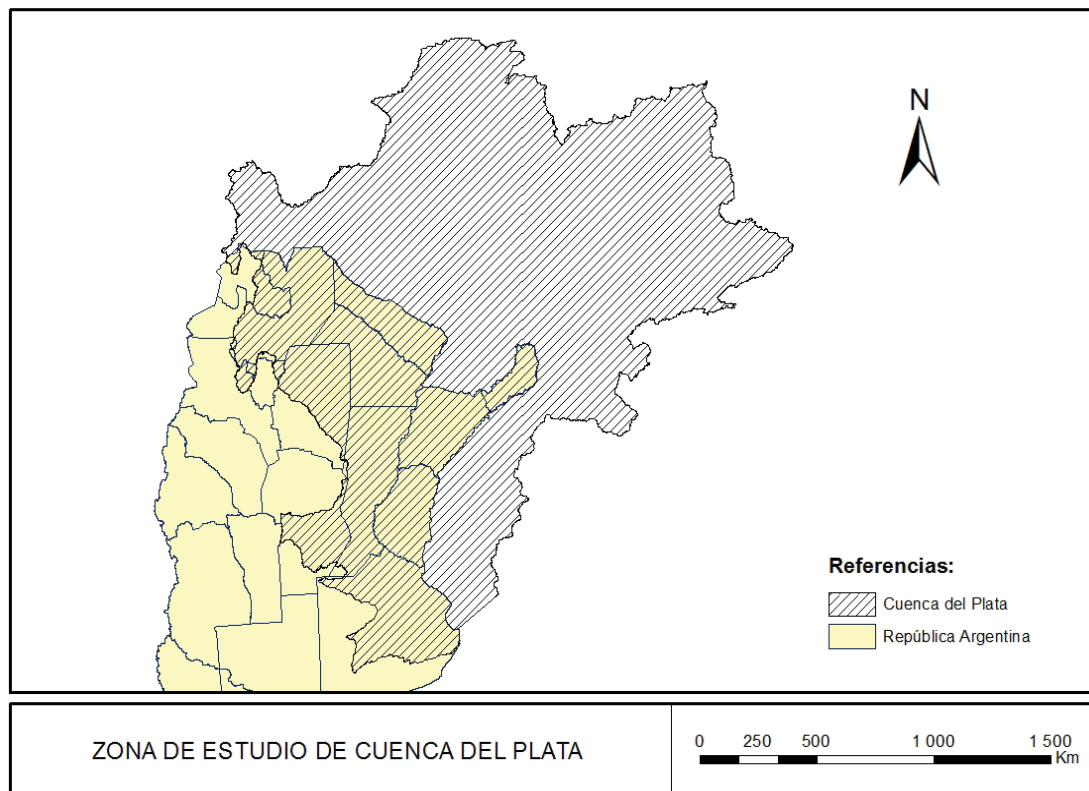 N
Referencias:
Cuenca del Plata
República Argentina
ZONA DE ESTUDIO DE CUENCA DEL PLATA
0 250 500 1 000 1 500
Km